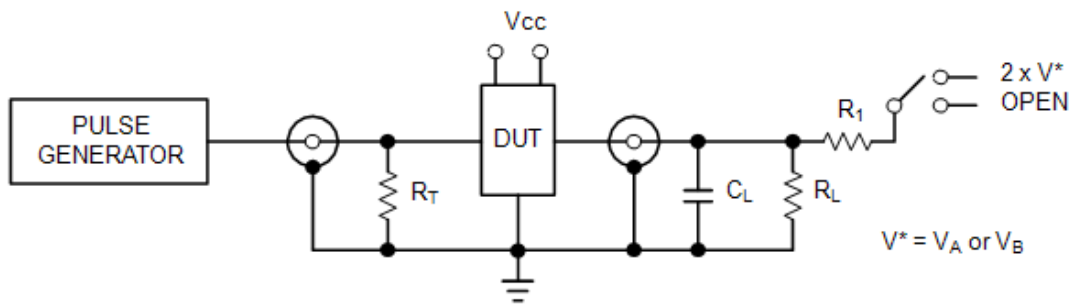 Vcc
2 x V*
OPEN
R1
PULSE
GENERATOR
DUT
RT
CL
RL
V* = VA or VB